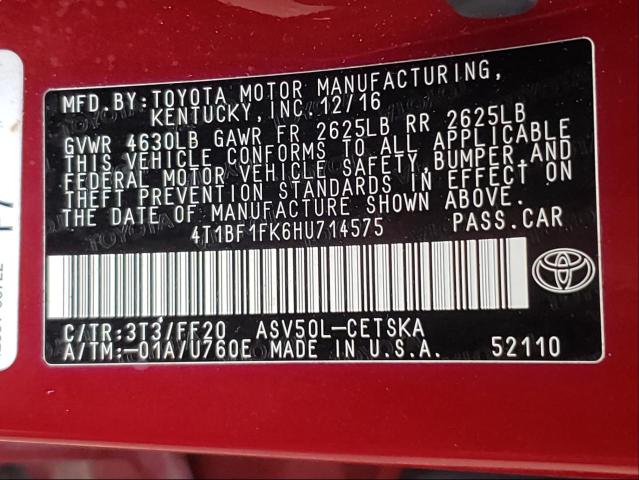 MFD.BY: TOYOTA MOTOR MANUFACTURING,
KENTUCKY, INC. 12/16
GVWR 4630LB GAWR FR 2625LB RR 2625LB
THIS VEHICLE CONFORMS TO ALL APPLICABLE
FEDERAL MOTOR VEHICLE SAFETY, BUMPER, AND
THEFT PREVENTION STANDARDS IN EFFECT ON
THE DATE OF MANUFACTURE SHOWN ABOVE.
4T1BF1FK6HU714575 PASS.CAR
C/TR:3T3/FF20 ASV50L-CETSKA
A/TM:-01A/U760E MADE IN U.S.A. 52110